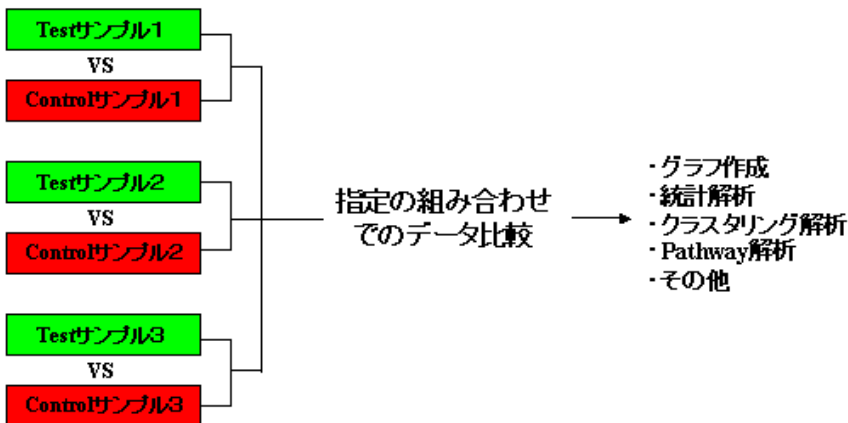 Testサンプル1
VS
Controlサンプル1
Testサンプル2
VS
Controlサンプル2
Testサンプル3
VS
Controlサンプル3
指定の組み合わせ
でのデータ比較
・グラフ作成
・統計解析
・クラスタリング解析
・Pathway解析
・その他